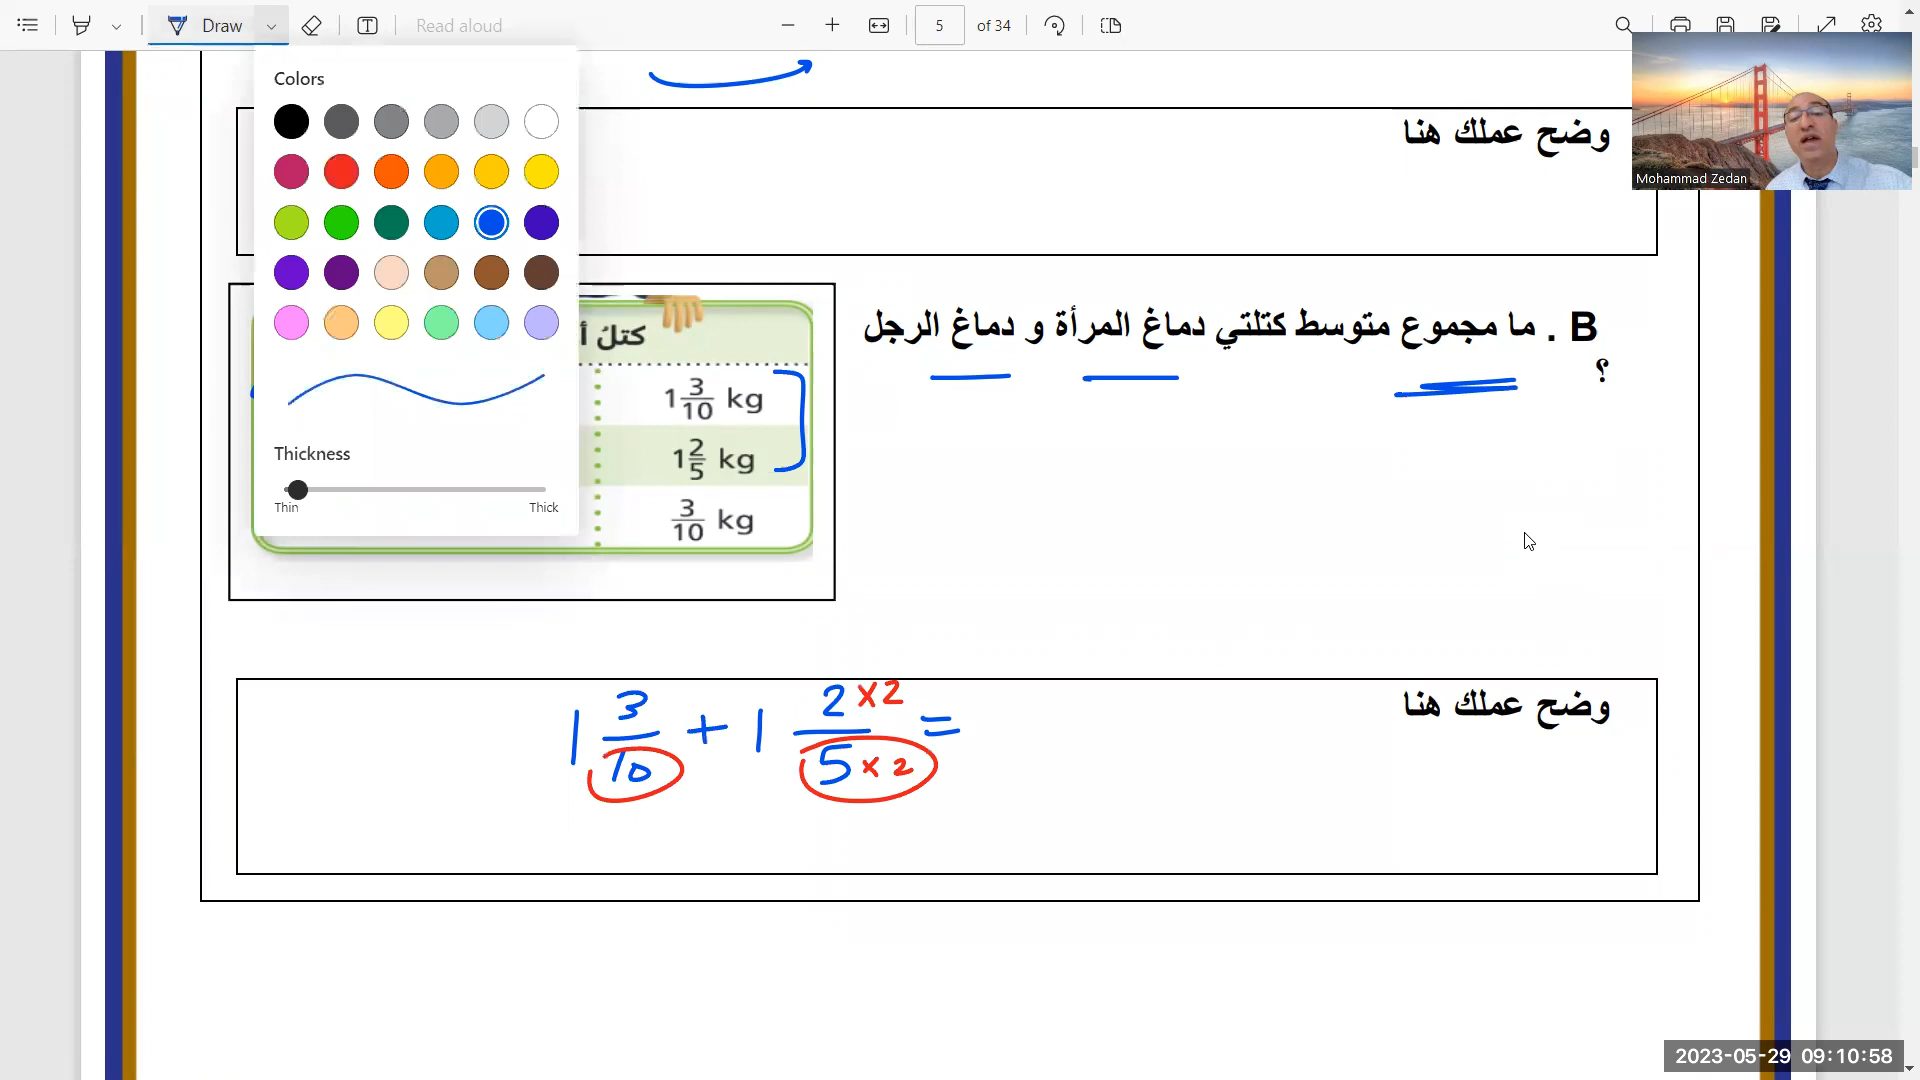 Draw
Read aloud
5 of 34
Colors
Thickness
Thin Thick
Mohammad Zedan
وضح عملك هنا
B . ما مجموع متوسط كتلتي دماغ المرأة و دماغ الرجل
؟
كتلُ أ
1 3/10 kg
1 2/5 kg
3/10 kg
وضح عملك هنا
1 3/10 + 1 2×2/5×2 =
2023-05-29 09:10:58